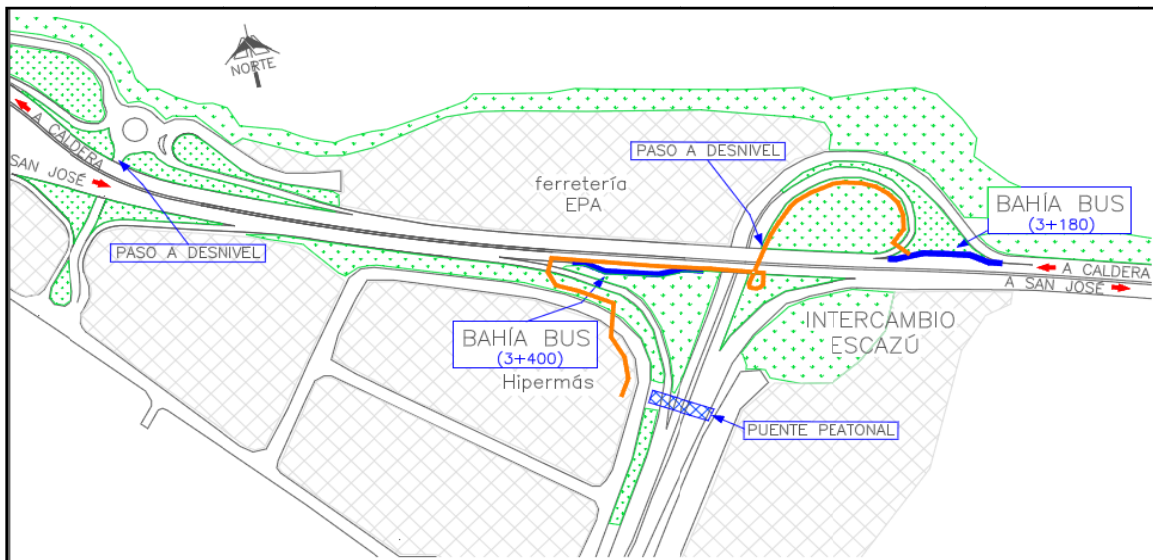 NORTE
A CALDERA
SAN JOSÉ
PASO A DESNIVEL
ferretería
EPA
PASO A DESNIVEL
BAHÍA BUS
(3+180)
A CALDERA
A SAN JOSÉ
BAHÍA BUS
(3+400)
Hipermás
INTERCAMBIO
ESCAZÚ
PUENTE PEATONAL